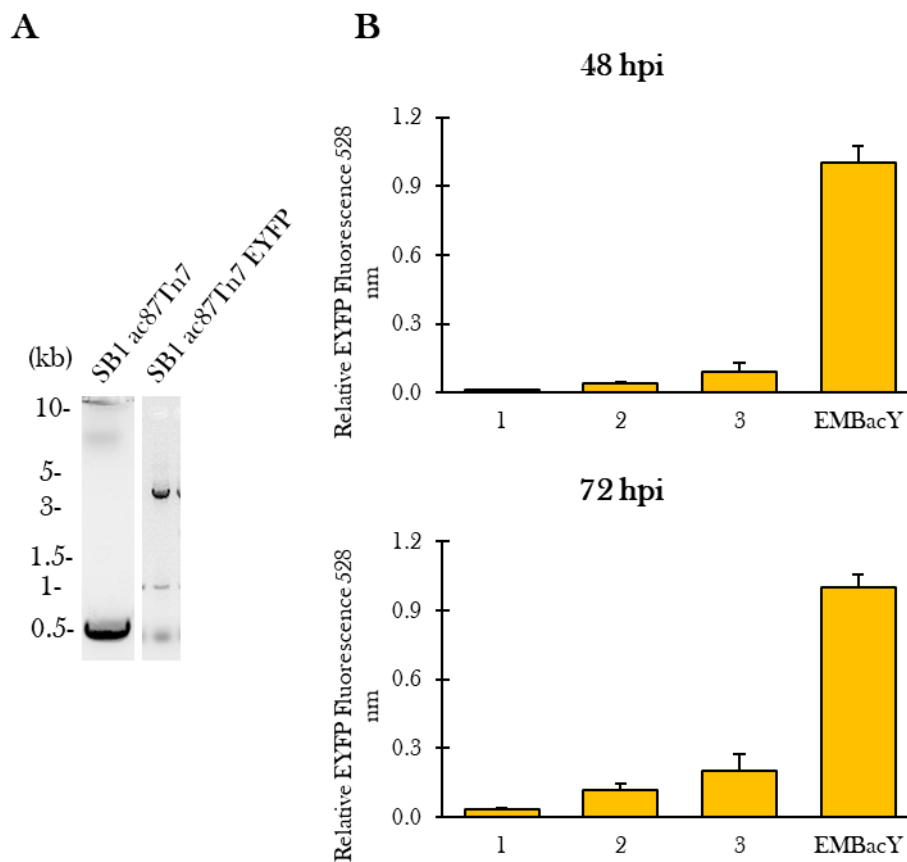 A
SB1 ac87Tn7
SB1 ac87Tn7 EYFP
(kb)
10-
5-
3-
1.5-
1-
0.5-
B
48 hpi
Relative EYFP Fluorescence 528
nm
1.2
0.9
0.6
0.3
0.0
1 2 3 EMBacY
72 hpi
Relative EYFP Fluorescence 528
nm
1.2
0.9
0.6
0.3
0.0
1 2 3 EMBacY